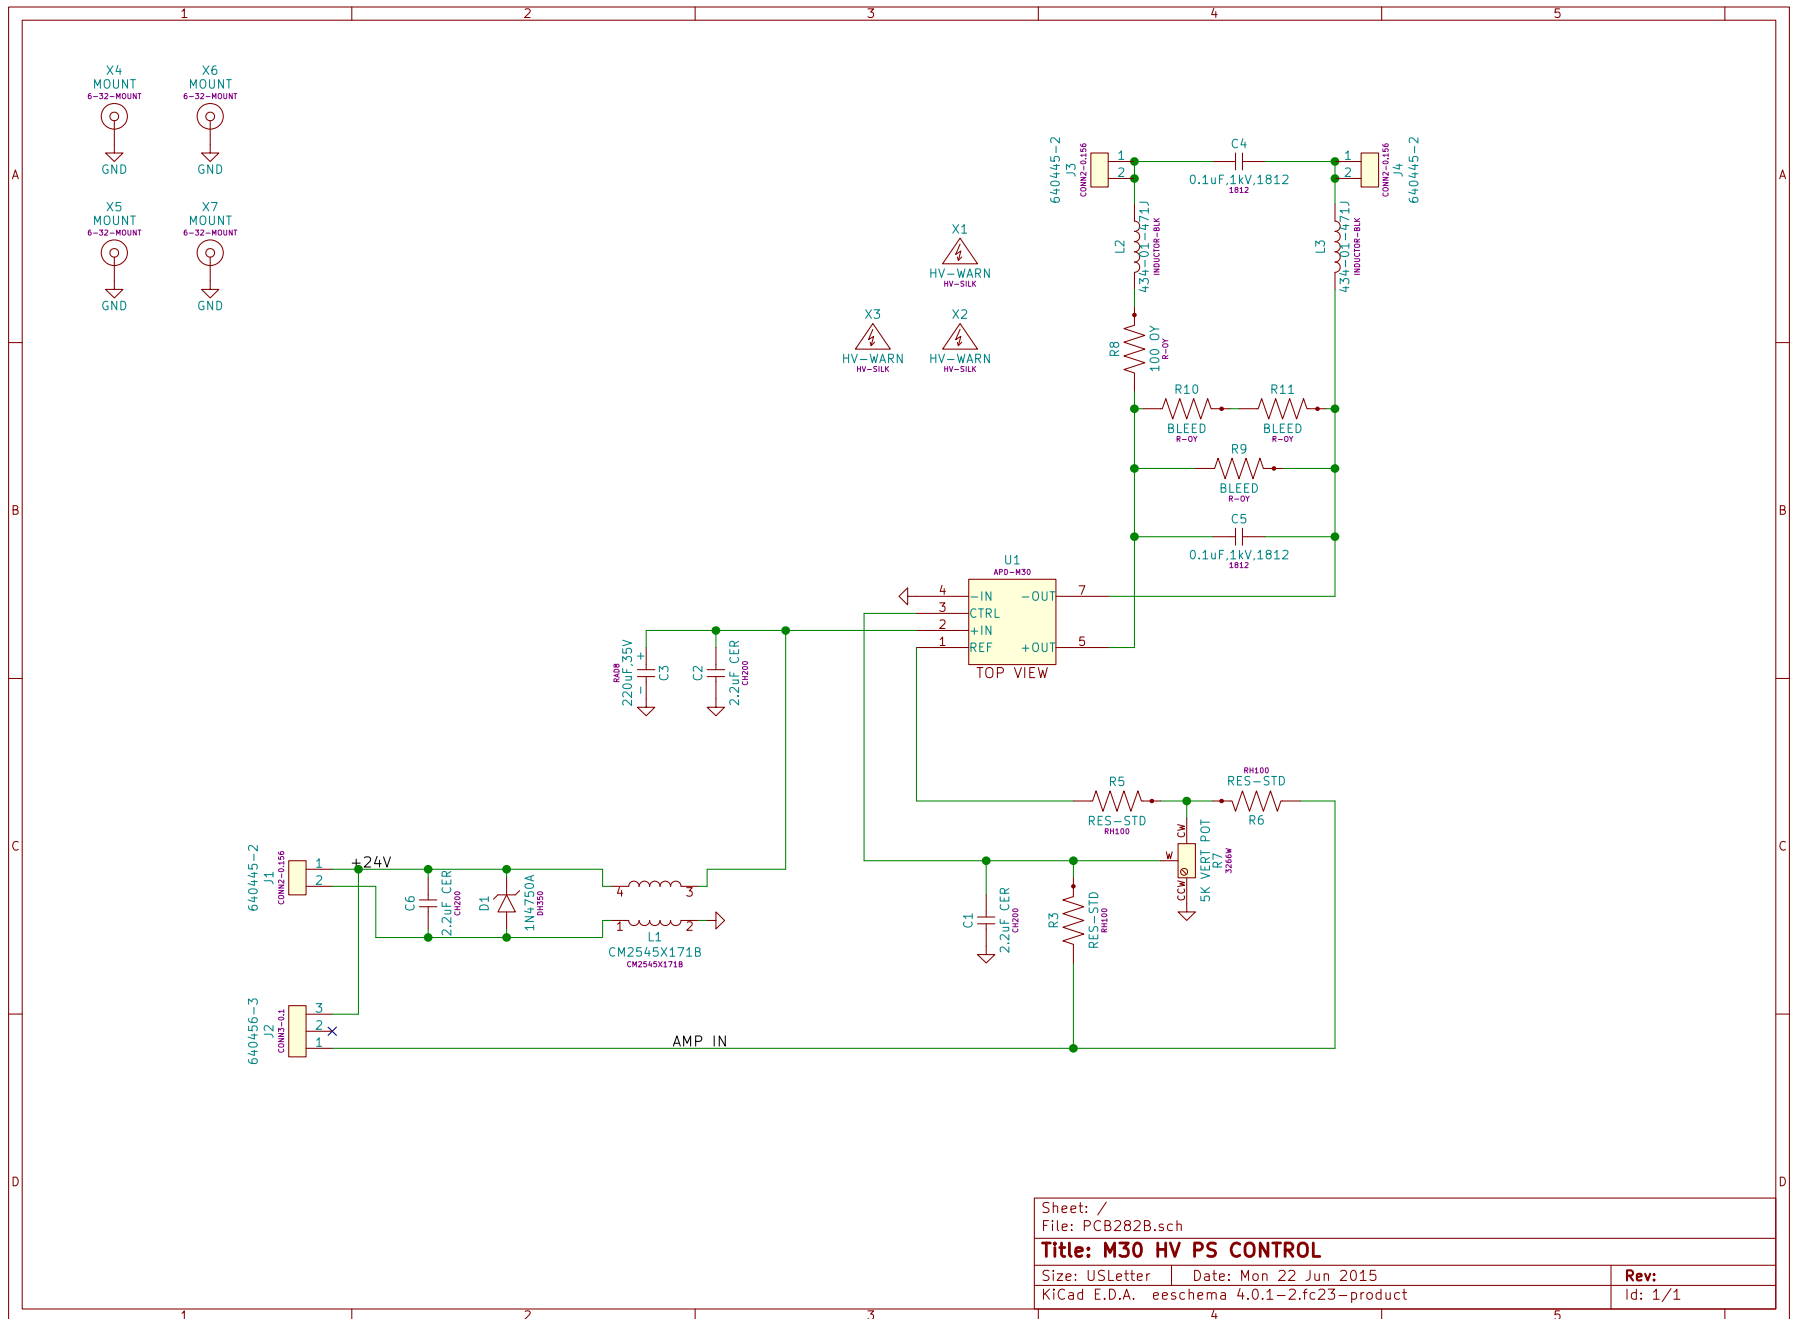 1 2 3 4 5
A A
B B
C C
D D
X4
MOUNT
6-32-MOUNT
GND
X6
MOUNT
6-32-MOUNT
GND
X5
MOUNT
6-32-MOUNT
GND
X7
MOUNT
6-32-MOUNT
GND
X1
HV-WARN
HV-SILK
X3
HV-WARN
HV-SILK
X2
HV-WARN
HV-SILK
640445-2
J3
CONN2-0.156
1
2
C4
0.1uF,1kV,1812
1812
1
2
CONN2-0.156
J4
640445-2
L2
434-01-471J
INDUCTOR-BLK
L3
434-01-471J
INDUCTOR-BLK
R8
100 OY
R-OY
R10
BLEED
R-OY
R11
BLEED
R-OY
R9
BLEED
R-OY
C5
0.1uF,1kV,1812
1812
U1
APD-M30
4 -IN -OUT 7
3 CTRL
2 +IN
1 REF +OUT 5
TOP VIEW
RAD8
220uF,35V
+
-
C3
C2
2.2uF CER
CH200
R5
RES-STD
RH100
RH100
RES-STD
R6
CW
W
CCW
5K VERT POT
R7
3266W
C1
2.2uF CER
CH200
R3
RES-STD
RH100
640445-2
J1
CONN2-0.156
1
2
+24V
C6
2.2uF CER
CH200
D1
1N4750A
DH350
4 3
1 2
L1
CM2545X171B
CM2545X171B
640456-3
J2
CONN3-0.1
3
2
1
AMP IN
Sheet: /
File: PCB282B.sch
Title: M30 HV PS CONTROL
Size: USLetter Date: Mon 22 Jun 2015 Rev:
KiCad E.D.A. eeschema 4.0.1-2.fc23-product Id: 1/1
1 2 3 4 5